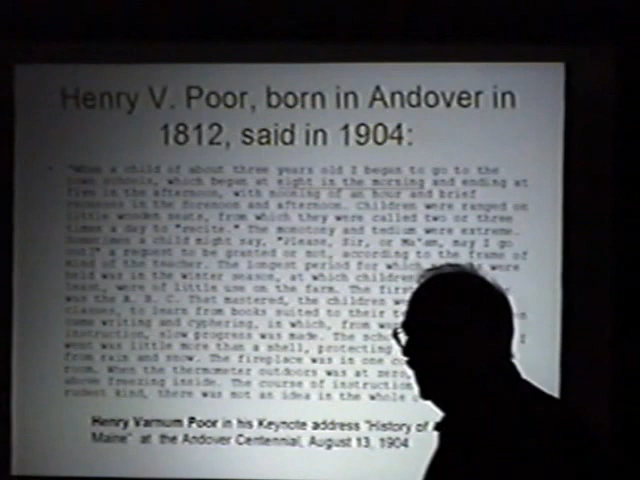 Henry V. Poor, born in Andover in
1812, said in 1904:
"When a child of about three years old I began to go to the
town schools, which began at eight in the morning and ending at
five in the afternoon, with nooning of an hour and brief
recesses in the forenoon and afternoon. Children were ranged on
little wooden seats, from which they were called two or three
times a day to "recite." The monotony and tedium were extreme.
Sometimes a child might say, "Please, Sir, or Ma'am, may I go
out?" a request to be granted or not, according to the frame of
mind of the teacher. The longest period for which were
held was in the winter season, at which children
least, were of little use on the farm. The first
was the A. B. C. That mastered, the children
classes, to learn from books suited to their
came writing and cyphering, in which, from
instruction, slow progress was made. The I
went was little more than a shell, protecting
from rain and snow. The fireplace was in one
room. When the thermometer outdoors was at zero,
above freezing inside. The course of instruction
rudest kind, there was not an idea in the whole
Henry Varnum Poor in his Keynote address "History of
Maine" at the Andover Centennial, August 13, 1904